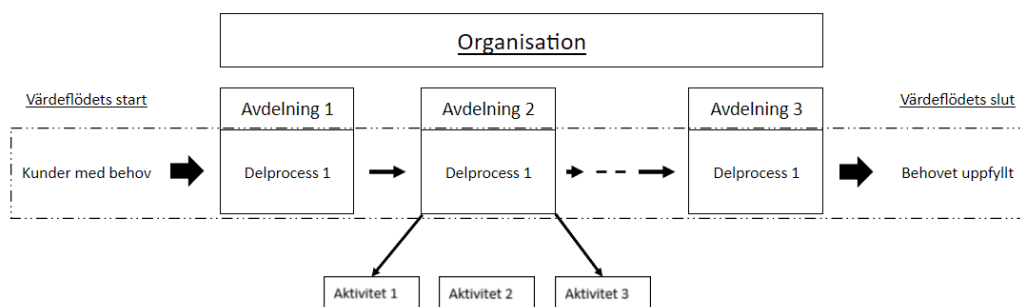 Organisation
Värdeflödets start
Avdelning 1
Avdelning 2
Avdelning 3
Värdeflödets slut
Kunder med behov
Delprocess 1
Delprocess 1
Delprocess 1
Behovet uppfyllt
Aktivitet 1
Aktivitet 2
Aktivitet 3